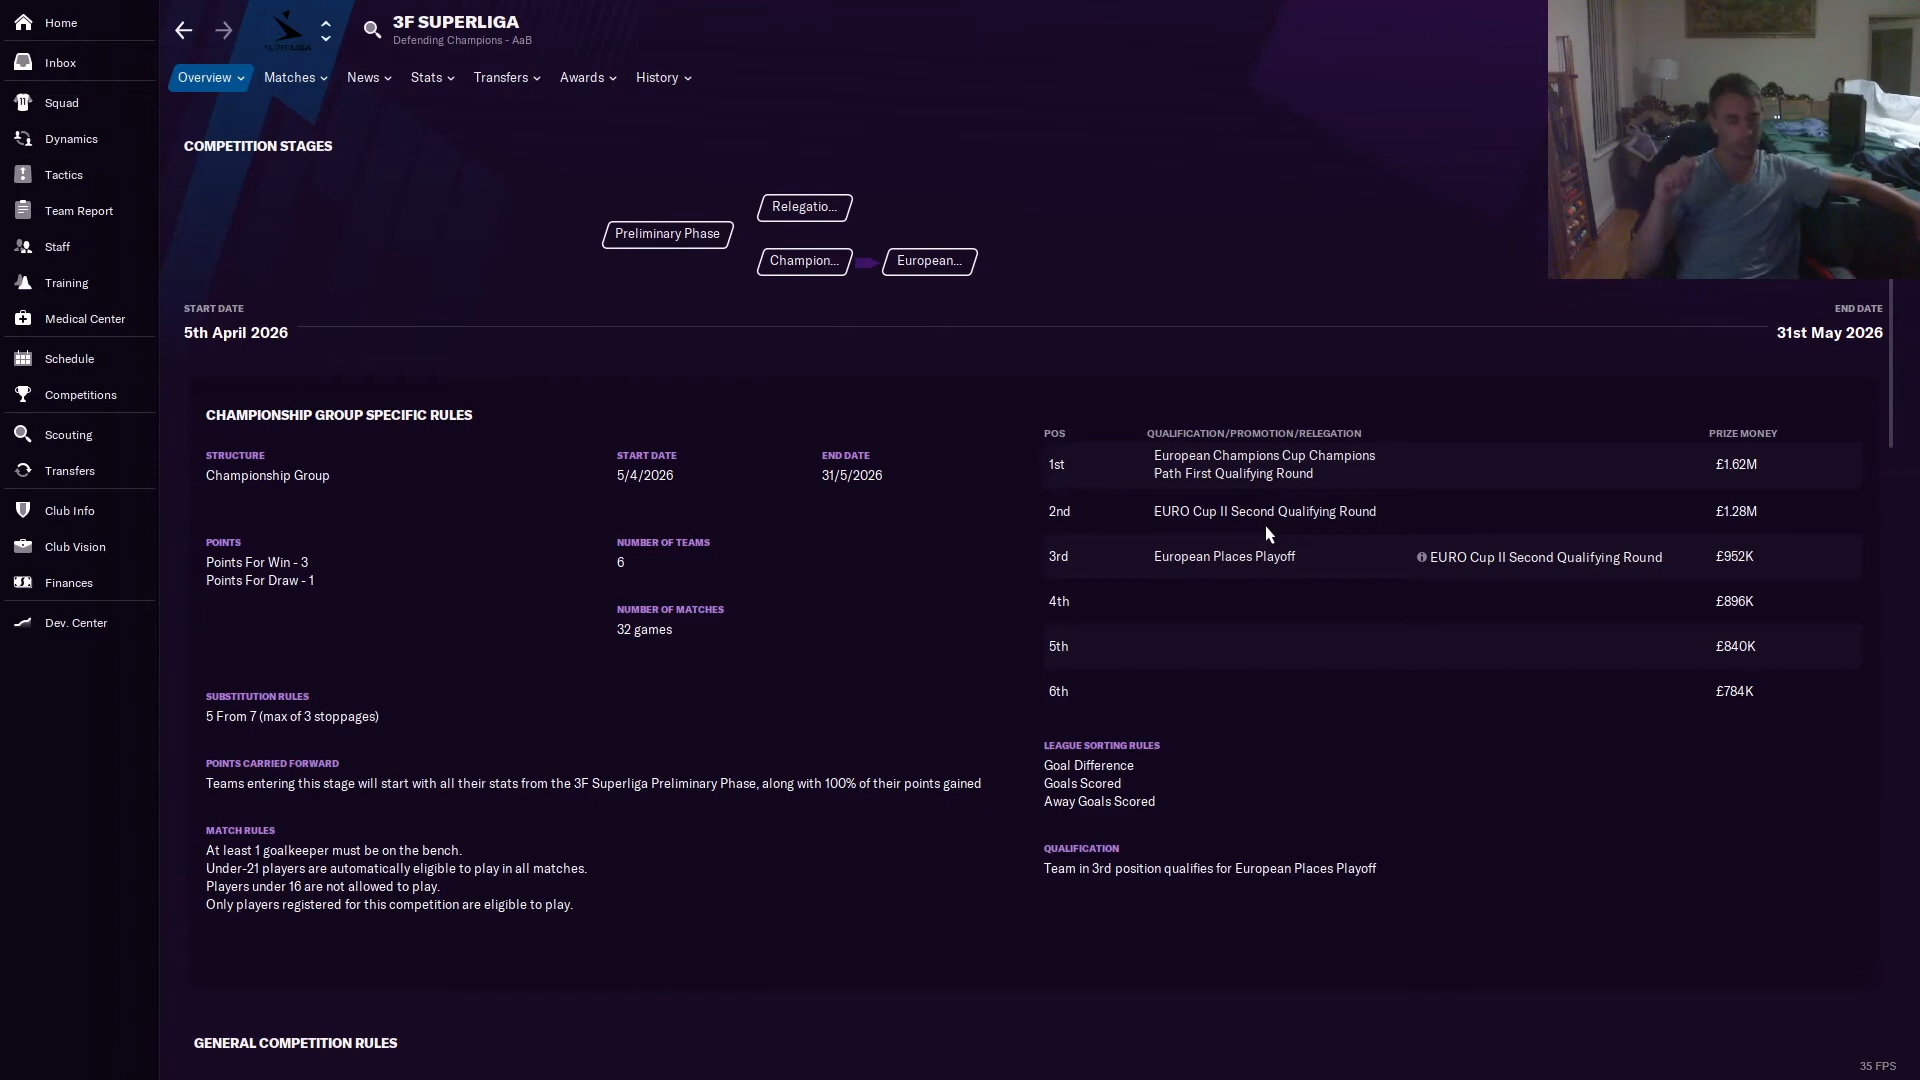 Home
Inbox
Squad
Dynamics
Tactics
Team Report
Staff
Training
Medical Center
Schedule
Competitions
Scouting
Transfers
Club Info
Club Vision
Finances
Dev. Center
SUPERLIGA
3F SUPERLIGA
Defending Champions - AaB
Overview Matches News Stats Transfers Awards History
COMPETITION STAGES
Relegatio...
Preliminary Phase
Champion... European...
START DATE
5th April 2026
END DATE
31st May 2026
CHAMPIONSHIP GROUP SPECIFIC RULES
STRUCTURE START DATE END DATE
Championship Group 5/4/2026 31/5/2026
POINTS NUMBER OF TEAMS
Points For Win - 3 6
Points For Draw - 1
NUMBER OF MATCHES
32 games
SUBSTITUTION RULES
5 From 7 (max of 3 stoppages)
POINTS CARRIED FORWARD
Teams entering this stage will start with all their stats from the 3F Superliga Preliminary Phase, along with 100% of their points gained
MATCH RULES
At least 1 goalkeeper must be on the bench.
Under-21 players are automatically eligible to play in all matches.
Players under 16 are not allowed to play.
Only players registered for this competition are eligible to play.
POS QUALIFICATION/PROMOTION/RELEGATION PRIZE MONEY
1st European Champions Cup Champions Path First Qualifying Round £1.62M
2nd EURO Cup II Second Qualifying Round £1.28M
3rd European Places Playoff EURO Cup II Second Qualifying Round £952K
4th £896K
5th £840K
6th £784K
LEAGUE SORTING RULES
Goal Difference
Goals Scored
Away Goals Scored
QUALIFICATION
Team in 3rd position qualifies for European Places Playoff
GENERAL COMPETITION RULES
35 FPS